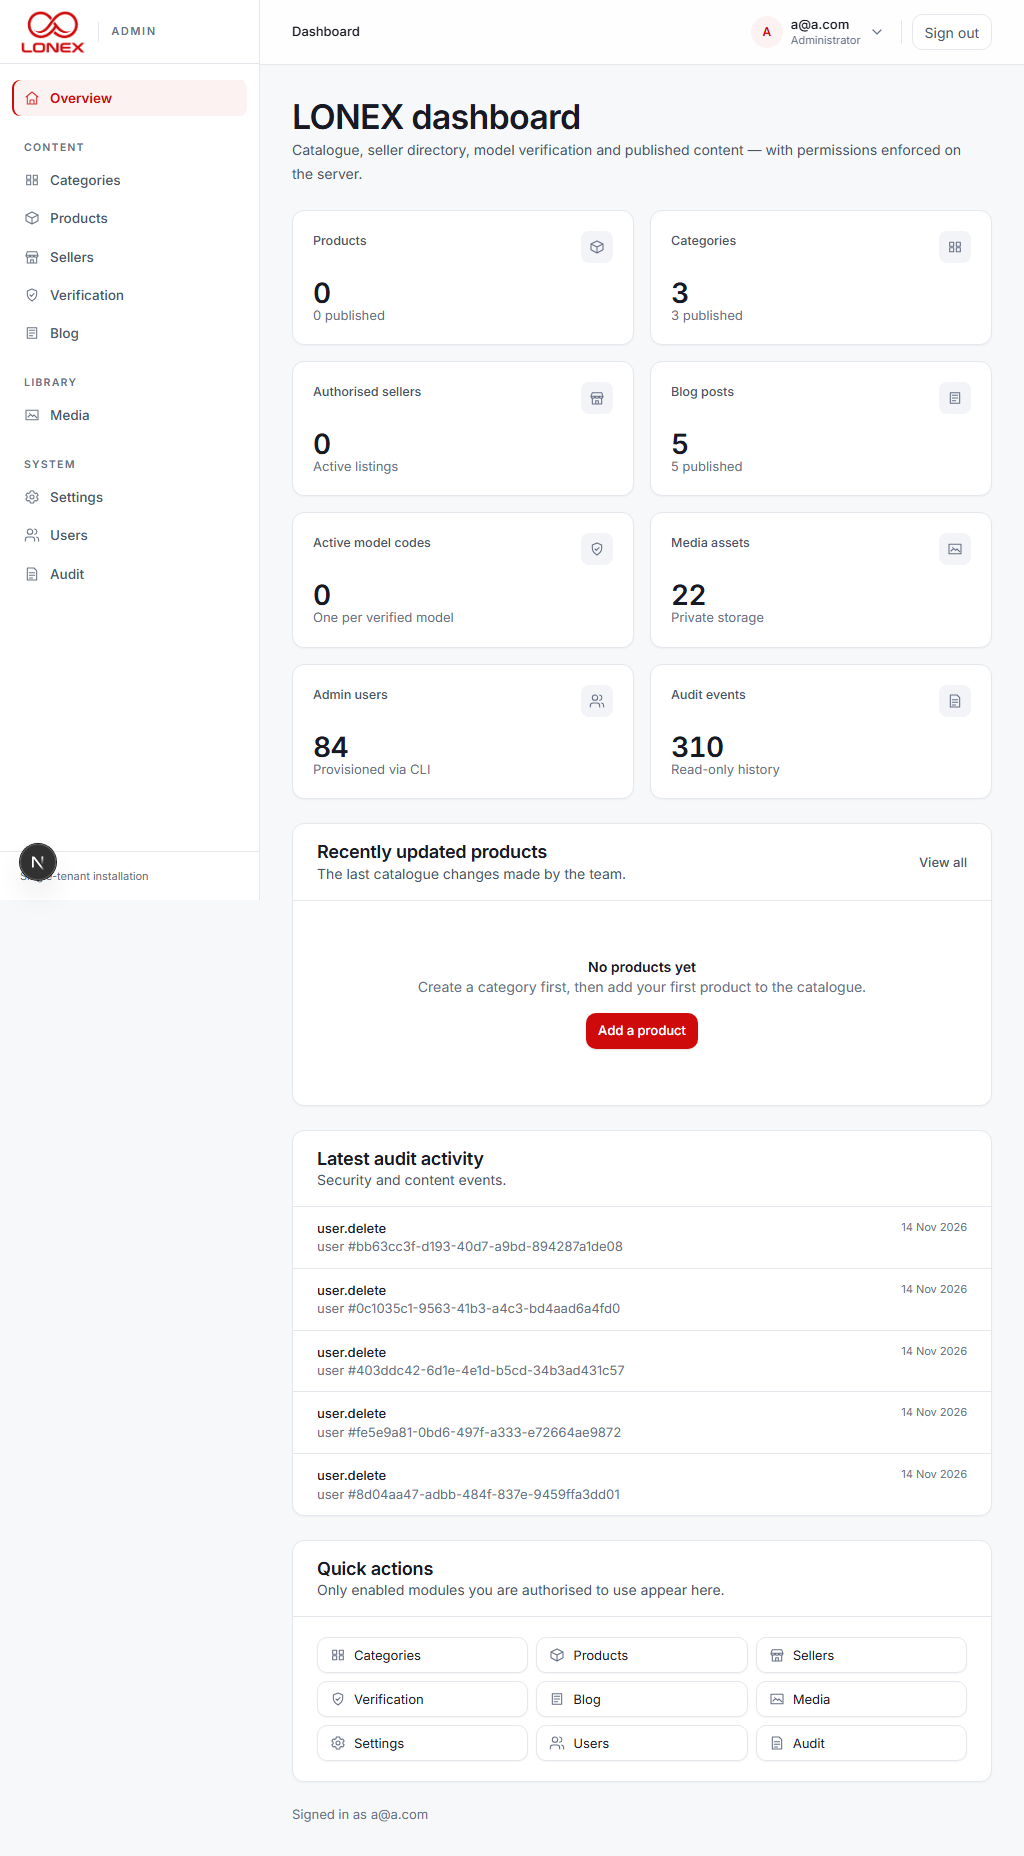 LONEX
ADMIN
Dashboard
A
a@a.com
Administrator
Sign out
Overview
CONTENT
Categories
Products
Sellers
Verification
Blog
LIBRARY
Media
SYSTEM
Settings
Users
Audit
N
-tenant installation
LONEX dashboard
Catalogue, seller directory, model verification and published content — with permissions enforced on
the server.
Products
0
0 published
Categories
3
3 published
Authorised sellers
0
Active listings
Blog posts
5
5 published
Active model codes
0
One per verified model
Media assets
22
Private storage
Admin users
84
Provisioned via CLI
Audit events
310
Read-only history
Recently updated products
The last catalogue changes made by the team.
View all
No products yet
Create a category first, then add your first product to the catalogue.
Add a product
Latest audit activity
Security and content events.
user.delete
14 Nov 2026
user #bb63cc3f-d193-40d7-a9bd-894287a1de08
user.delete
14 Nov 2026
user #0c1035c1-9563-41b3-a4c3-bd4aad6a4fd0
user.delete
14 Nov 2026
user #403ddc42-6d1e-4e1d-b5cd-34b3ad431c57
user.delete
14 Nov 2026
user #fe5e9a81-0bd6-497f-a333-e72664ae9872
user.delete
14 Nov 2026
user #8d04aa47-adbb-484f-837e-9459ffa3dd01
Quick actions
Only enabled modules you are authorised to use appear here.
Categories
Products
Sellers
Verification
Blog
Media
Settings
Users
Audit
Signed in as a@a.com